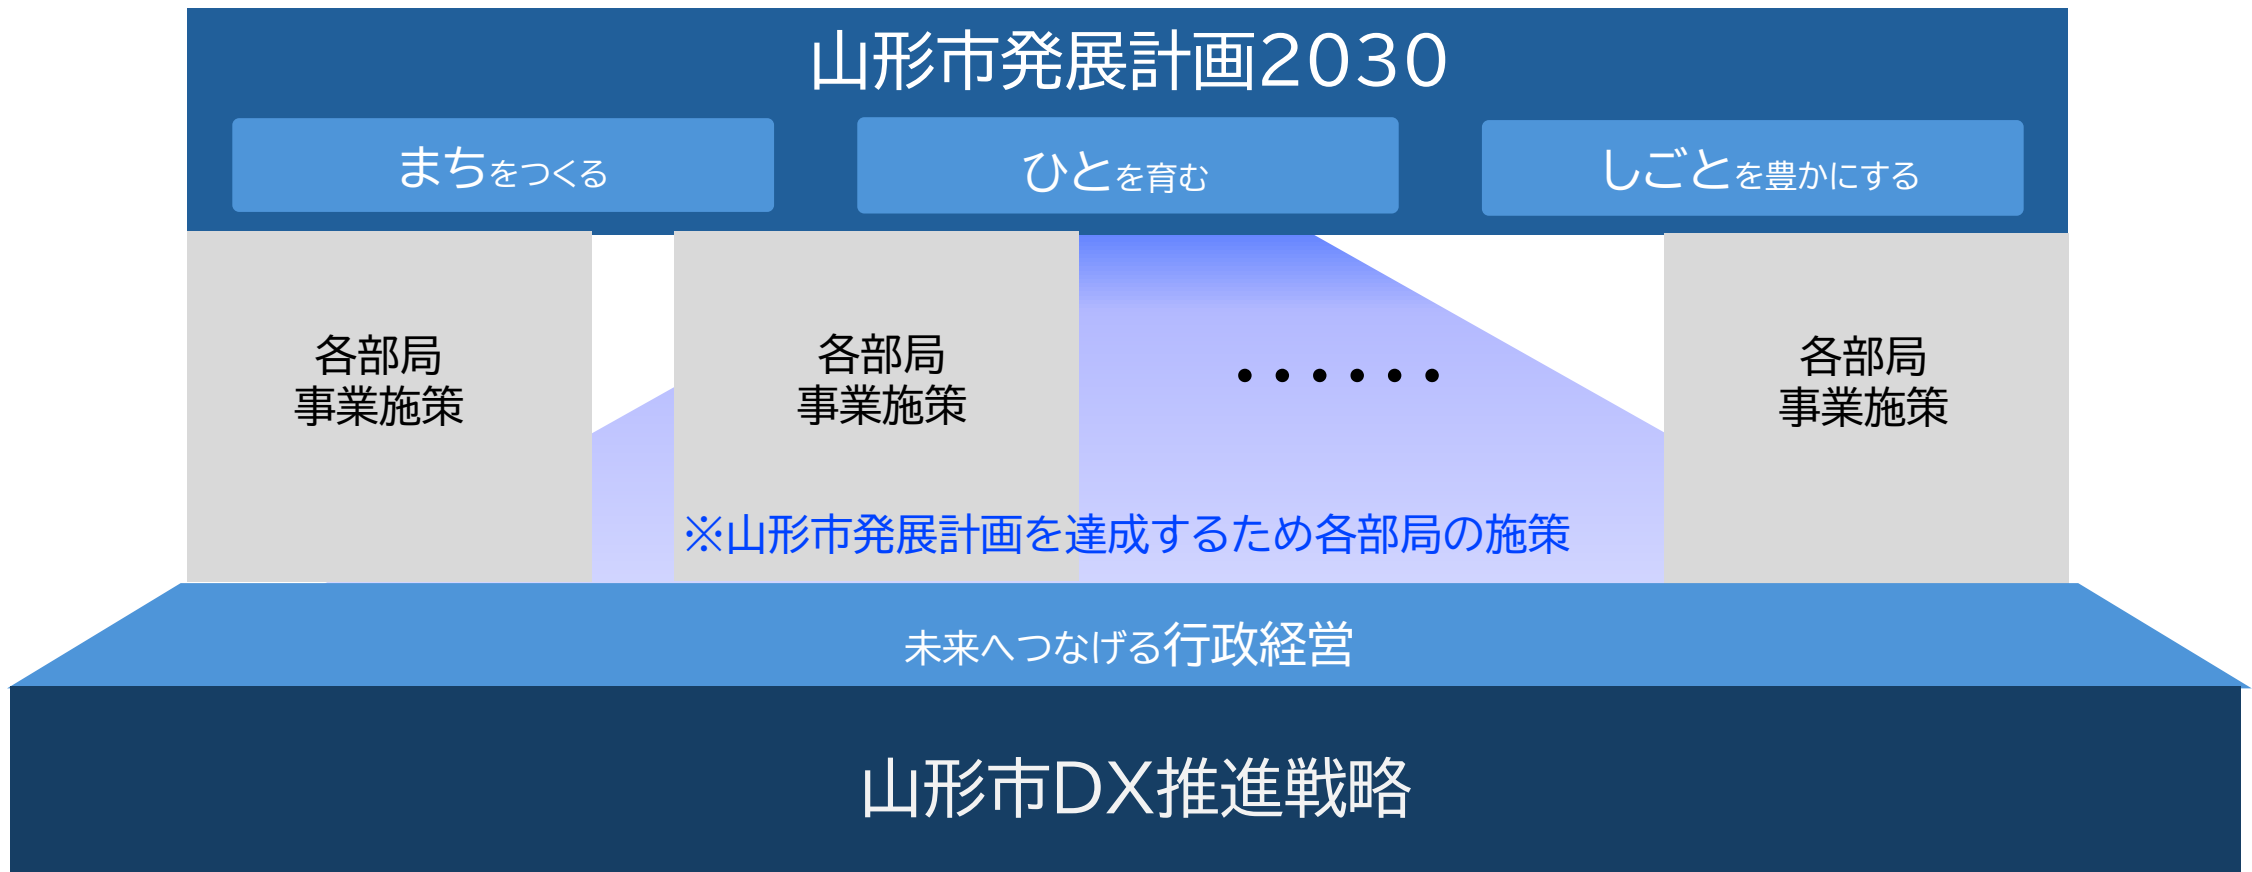 山形市発展計画2030
まちをつくる
ひとを育む
しごとを豊かにする
各部局
事業施策
各部局
事業施策
・・・・・・
各部局
事業施策
※山形市発展計画を達成するため各部局の施策
未来へつなげる行政経営
山形市DX推進戦略